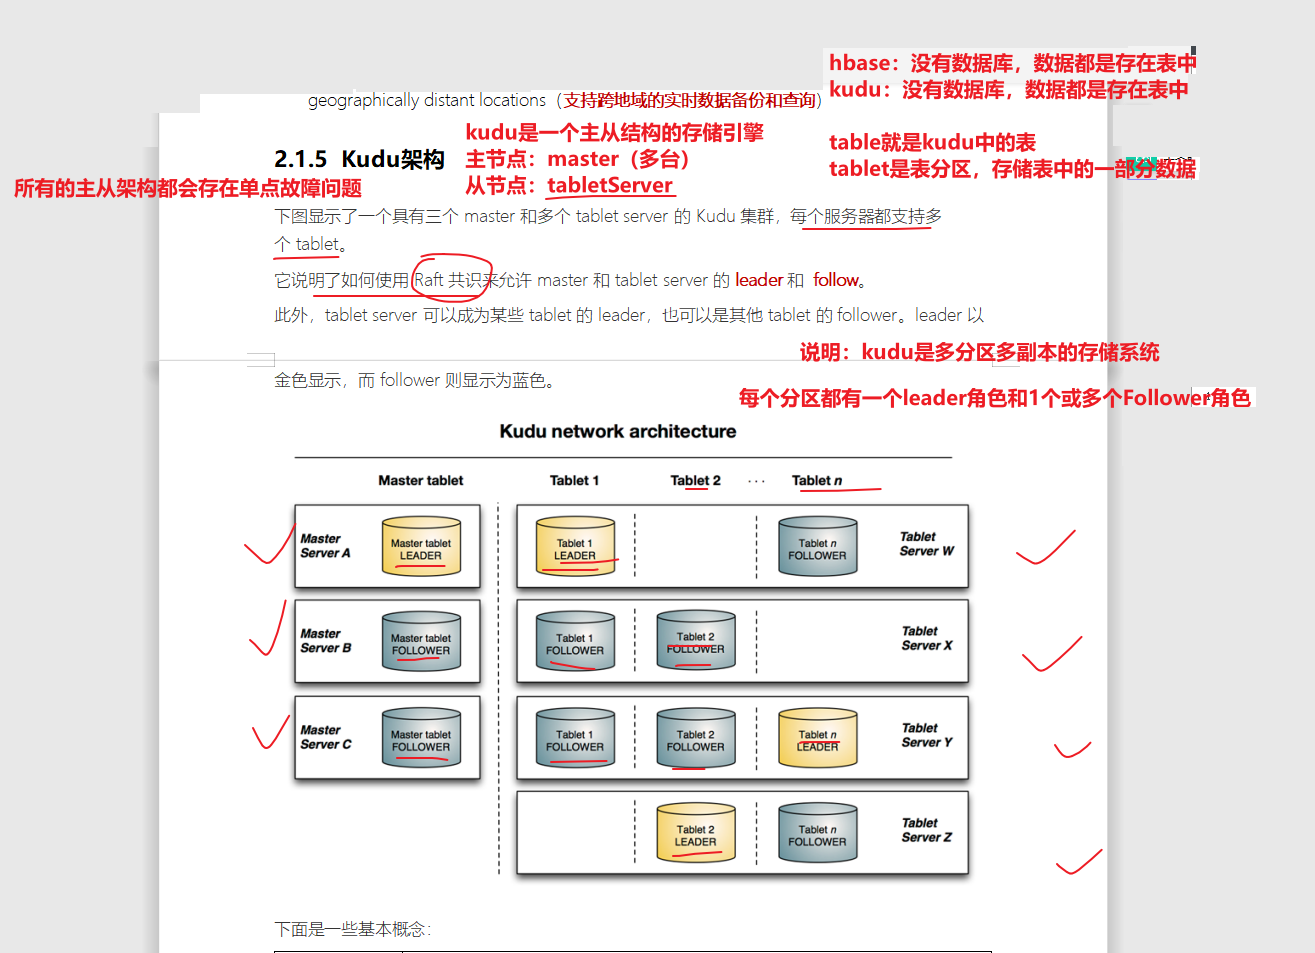 hbase：没有数据库，数据都是存在表中
kudu：没有数据库，数据都是存在表中
geographically distant locations（支持跨地域的实时数据备份和查询）
kudu是一个主从结构的存储引擎
主节点：master（多台）
从节点：tabletServer
table就是kudu中的表
tablet是表分区，存储表中的一部分数据
2.1.5 Kudu架构
所有的主从架构都会存在单点故障问题
下图显示了一个具有三个 master 和多个 tablet server 的 Kudu 集群，每个服务器都支持多
个 tablet。
它说明了如何使用 Raft 共识来允许 master 和 tablet server 的 leader 和 follow。
此外，tablet server 可以成为某些 tablet 的 leader，也可以是其他 tablet 的 follower。leader 以
说明：kudu是多分区多副本的存储系统
金色显示，而 follower 则显示为蓝色。
每个分区都有一个leader角色和1个或多个Follower角色
Kudu network architecture
Master tablet Tablet 1 Tablet 2 ··· Tablet n
Master
Server A
Master tablet
LEADER
Tablet 1
LEADER
Tablet n
FOLLOWER
Tablet
Server W
Master
Server B
Master tablet
FOLLOWER
Tablet 1
FOLLOWER
Tablet 2
FOLLOWER
Tablet
Server X
Master
Server C
Master tablet
FOLLOWER
Tablet 1
FOLLOWER
Tablet 2
FOLLOWER
Tablet n
LEADER
Tablet
Server Y
Tablet 2
LEADER
Tablet n
FOLLOWER
Tablet
Server Z
下面是一些基本概念：